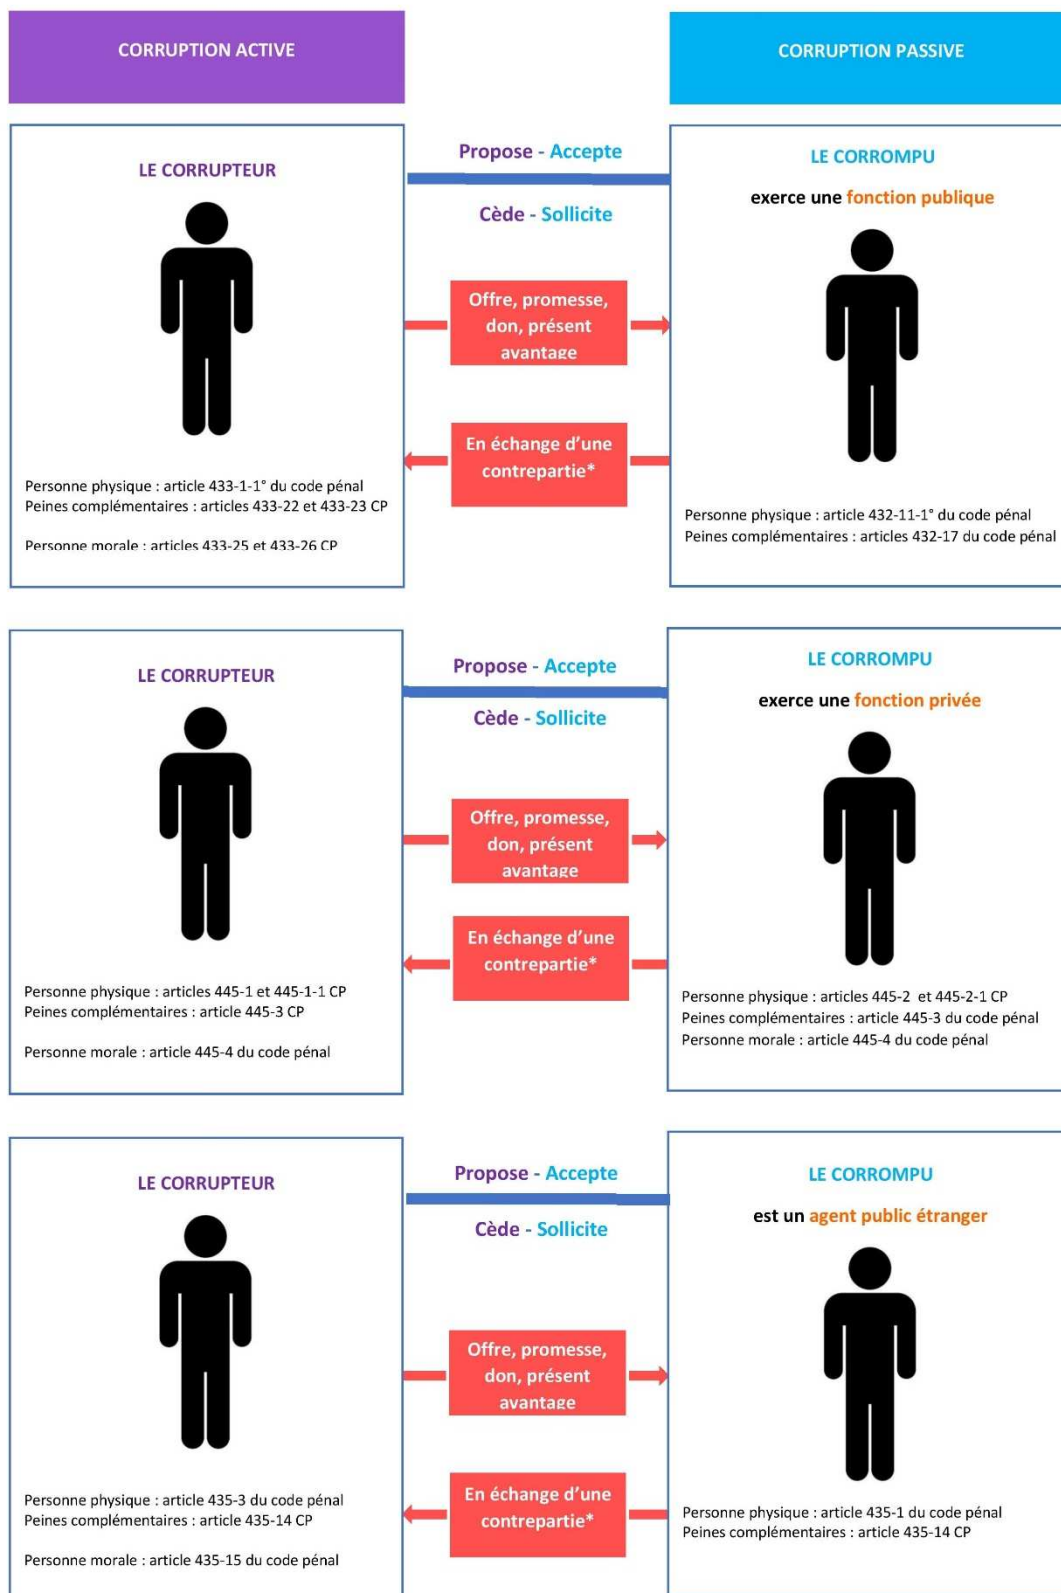 CORRUPTION ACTIVE
CORRUPTION PASSIVE
LE CORRUPTEUR
Personne physique : article 433-1-1° du code pénal
Peines complémentaires : articles 433-22 et 433-23 CP
Personne morale : articles 433-25 et 433-26 CP
Propose - Accepte
Cède - Sollicite
Offre, promesse,
don, présent
avantage
En échange d’une
contrepartie*
LE CORROMPU
exerce une fonction publique
Personne physique : article 432-11-1° du code pénal
Peines complémentaires : articles 432-17 du code pénal
LE CORRUPTEUR
Personne physique : articles 445-1 et 445-1-1 CP
Peines complémentaires : article 445-3 CP
Personne morale : article 445-4 du code pénal
Propose - Accepte
Cède - Sollicite
Offre, promesse,
don, présent
avantage
En échange d’une
contrepartie*
LE CORROMPU
exerce une fonction privée
Personne physique : articles 445-2 et 445-2-1 CP
Peines complémentaires : article 445-3 du code pénal
Personne morale : article 445-4 du code pénal
LE CORRUPTEUR
Personne physique : article 435-3 du code pénal
Peines complémentaires : article 435-14 CP
Personne morale : article 435-15 du code pénal
Propose - Accepte
Cède - Sollicite
Offre, promesse,
don, présent
avantage
En échange d’une
contrepartie*
LE CORROMPU
est un agent public étranger
Personne physique : article 435-1 du code pénal
Peines complémentaires : article 435-14 CP